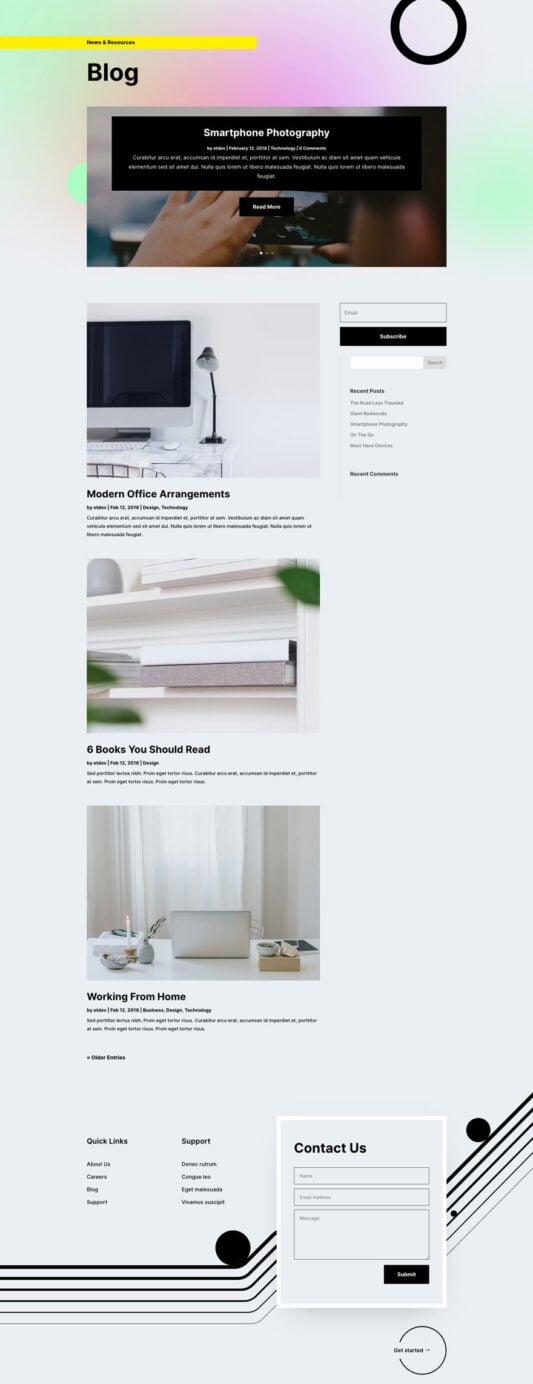 News & Resources
Blog
Smartphone Photography
by etdev | February 12, 2018 | Technology | 0 Comments
Curabitur arcu erat, accumsan id imperdiet et, porttitor at sem. Vestibulum ac diam sit amet quam vehicula
elementum sed sit amet dui. Nulla quis lorem ut libero malesuada feugiat. Nulla quis lorem ut libero malesuada
feugiat.
Read More
Email
Subscribe
Search
Recent Posts
The Road Less Traveled
Giant Redwoods
Smartphone Photography
On The Go
Must Have Devices
Recent Comments
Modern Office Arrangements
by etdev | Feb 12, 2018 | Design, Technology
Curabitur arcu erat, accumsan id imperdiet et, porttitor at sem. Vestibulum ac diam sit amet quam
vehicula elementum sed sit amet dui. Nulla quis lorem ut libero malesuada feugiat. Nulla quis lorem ut
libero malesuada feugiat.
6 Books You Should Read
by etdev | Feb 12, 2018 | Design
Sed porttitor lectus nibh. Proin eget tortor risus. Curabitur arcu erat, accumsan id imperdiet et, porttitor
at sem. Proin eget tortor risus. Proin eget tortor risus.
Working From Home
by etdev | Feb 12, 2018 | Business, Design, Technology
Sed porttitor lectus nibh. Proin eget tortor risus. Curabitur arcu erat, accumsan id imperdiet et, porttitor
at sem. Proin eget tortor risus. Proin eget tortor risus.
« Older Entries
Quick Links
About Us
Careers
Blog
Support
Support
Donec rutrum
Congue leo
Eget malesuada
Vivamus suscipit
Contact Us
Name
Email Address
Message
Submit
Get started →